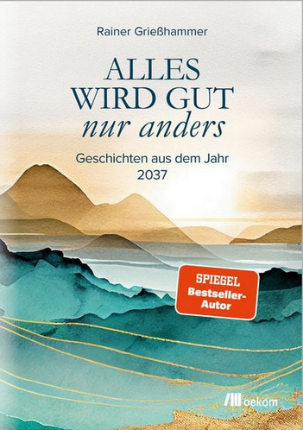 Rainer Grießhammer
ALLES
WIRD GUT
nur anders
Geschichten aus dem Jahr
2037
SPIEGEL
Bestseller-
Autor
oekom